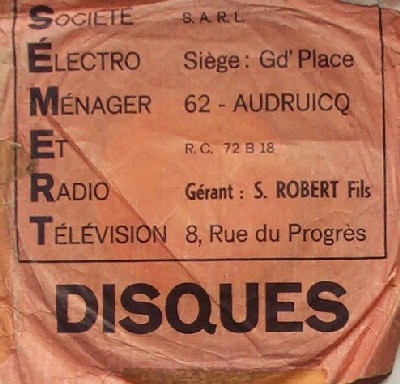 SOCIÉTÉ S.A.R.L.
ÉLECTRO Siège : Gd' Place
MÉNAGER 62 - AUDRUICQ
ET R.C. 72 B 18
RADIO Gérant : S. ROBERT Fils
TÉLÉVISION 8, Rue du Progrès
DISQUES